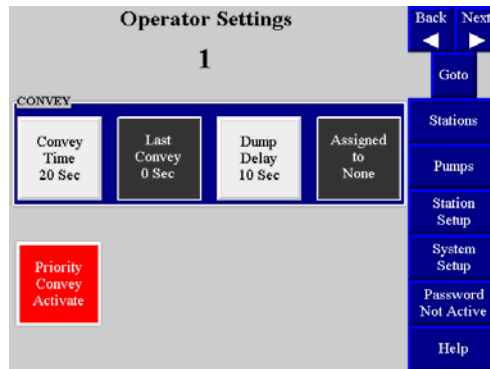 Operator Settings
1
Back Next
Goto
CONVEY
Convey
Time
20 Sec
Last
Convey
0 Sec
Dump
Delay
10 Sec
Assigned
to
None
Priority
Convey
Activate
Stations
Pumps
Station
Setup
System
Setup
Password
Not Active
Help